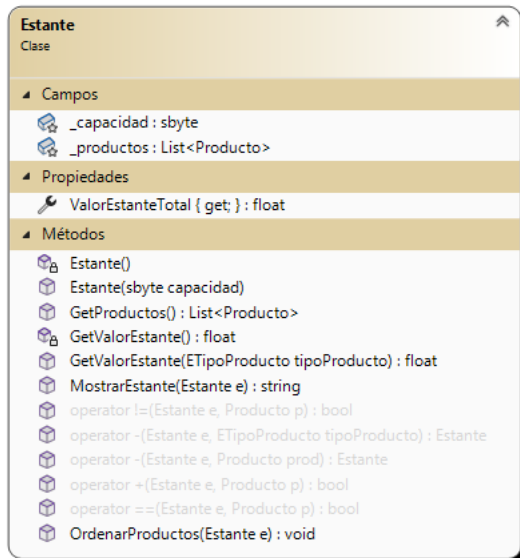 Estante
Clase
Campos
_capacidad : sbyte
_productos : List<Producto>
Propiedades
ValorEstanteTotal { get; } : float
Métodos
Estante()
Estante(sbyte capacidad)
GetProductos() : List<Producto>
GetValorEstante() : float
GetValorEstante(ETipoProducto tipoProducto) : float
MostrarEstante(Estante e) : string
operator !=(Estante e, Producto p) : bool
operator -(Estante e, ETipoProducto tipoProducto) : Estante
operator -(Estante e, Producto prod) : Estante
operator +(Estante e, Producto p) : bool
operator ==(Estante e, Producto p) : bool
OrdenarProductos(Estante e) : void